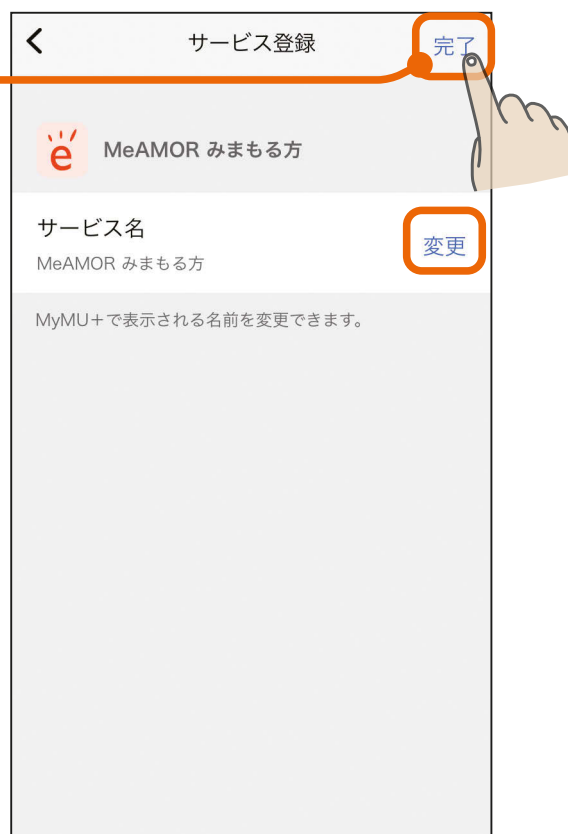 サービス登録
完了
e
MeAMOR みまもる方
サービス名
変更
MeAMOR みまもる方
MyMU+で表示される名前を変更できます。